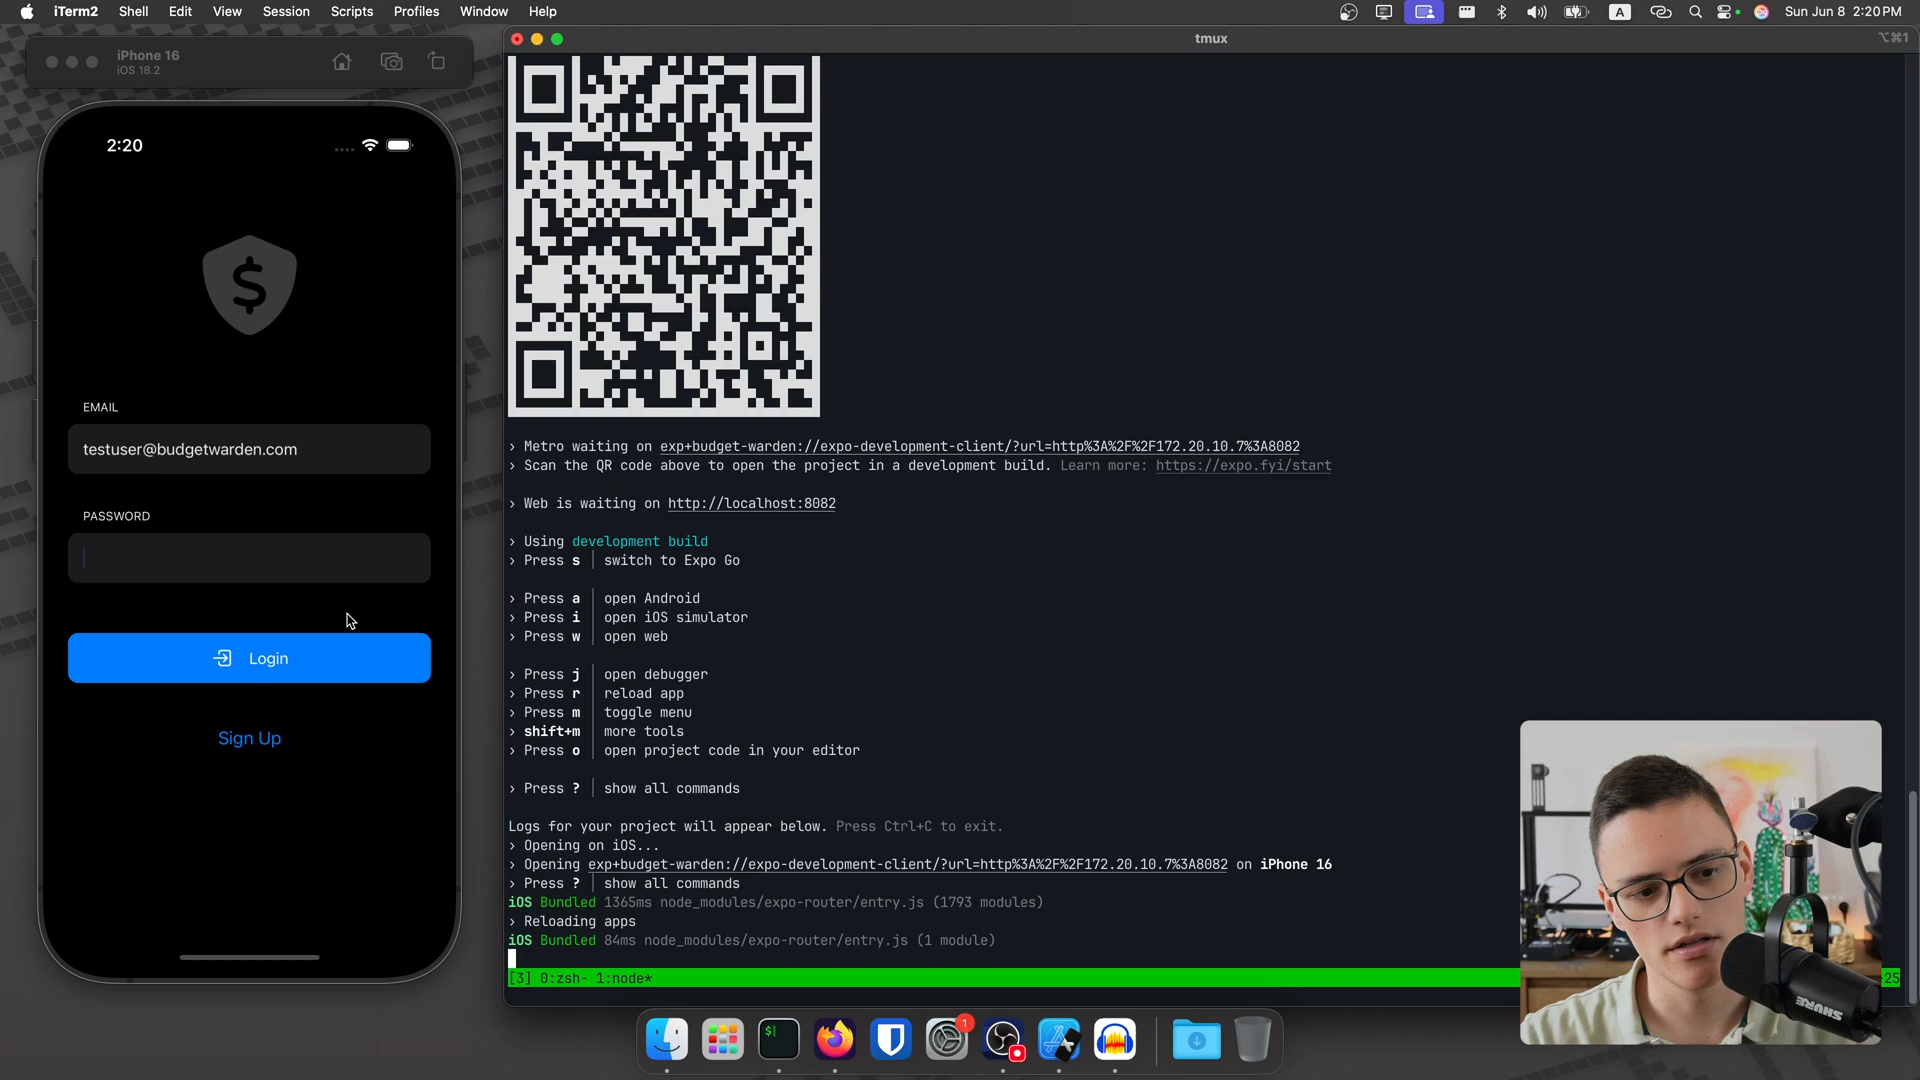 iTerm2 Shell Edit View Session Scripts Profiles Window Help
A
Sun Jun 8 2:20 PM
iPhone 16
iOS 18.2
2:20
$
EMAIL
testuser@budgetwarden.com
PASSWORD
Login
Sign Up
tmux
⌥⌘1
› Metro waiting on exp+budget-warden://expo-development-client/?url=http%3A%2F%2F172.20.10.7%3A8082
› Scan the QR code above to open the project in a development build. Learn more: https://expo.fyi/start
› Web is waiting on http://localhost:8082
› Using development build
› Press s │ switch to Expo Go
› Press a │ open Android
› Press i │ open iOS simulator
› Press w │ open web
› Press j │ open debugger
› Press r │ reload app
› Press m │ toggle menu
› shift+m │ more tools
› Press o │ open project code in your editor
› Press ? │ show all commands
Logs for your project will appear below. Press Ctrl+C to exit.
› Opening on iOS...
› Opening exp+budget-warden://expo-development-client/?url=http%3A%2F%2F172.20.10.7%3A8082 on iPhone 16
› Press ? │ show all commands
iOS Bundled 1365ms node_modules/expo-router/entry.js (1793 modules)
› Reloading apps
iOS Bundled 84ms node_modules/expo-router/entry.js (1 module)
[3] 0:zsh- 1:node*
25
SHURE
$
1